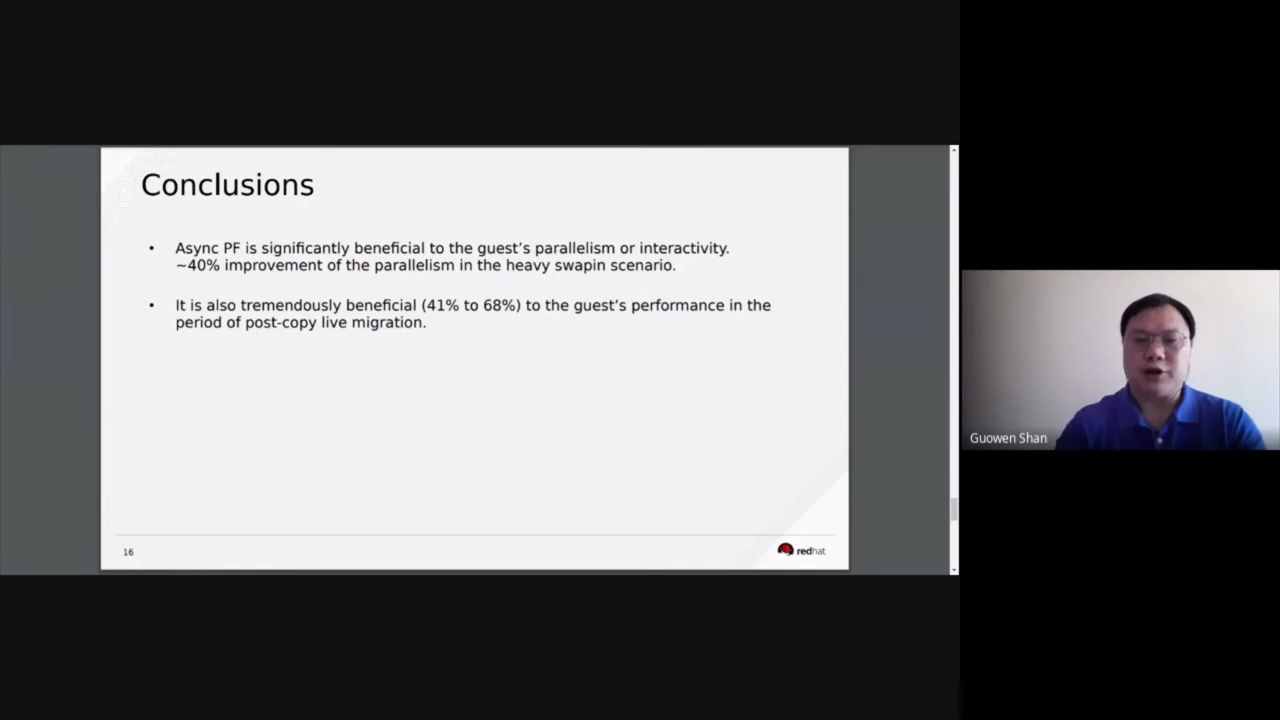 Conclusions
• Async PF is significantly beneficial to the guest’s parallelism or interactivity.
~40% improvement of the parallelism in the heavy swapin scenario.
• It is also tremendously beneficial (41% to 68%) to the guest’s performance in the
period of post-copy live migration.
16
redhat
Guowen Shan